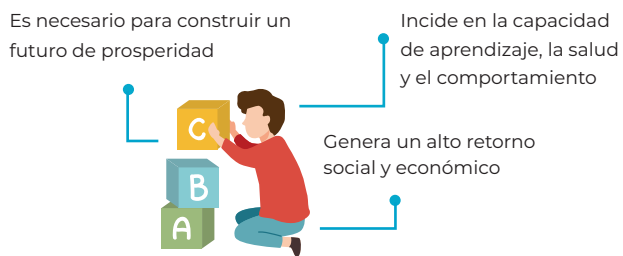 Es necesario para construir un
futuro de prosperidad
Incide en la capacidad
de aprendizaje, la salud
y el comportamiento
Genera un alto retorno
social y económico
C
B
A